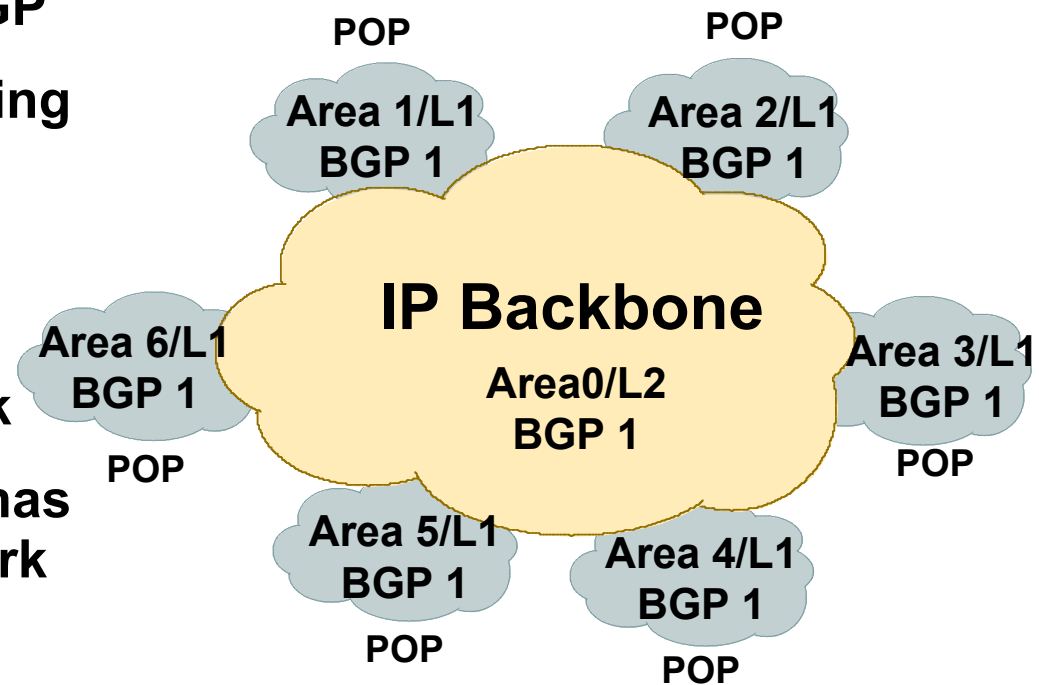 POP
POP
Area 1/L1
BGP 1
Area 2/L1
BGP 1
ing
IP Backbone
Area0/L2
BGP 1
Area 6/L1
BGP 1
POP
Area 3/L1
BGP 1
POP
k
Area 5/L1
BGP 1
POP
Area 4/L1
BGP 1
POP